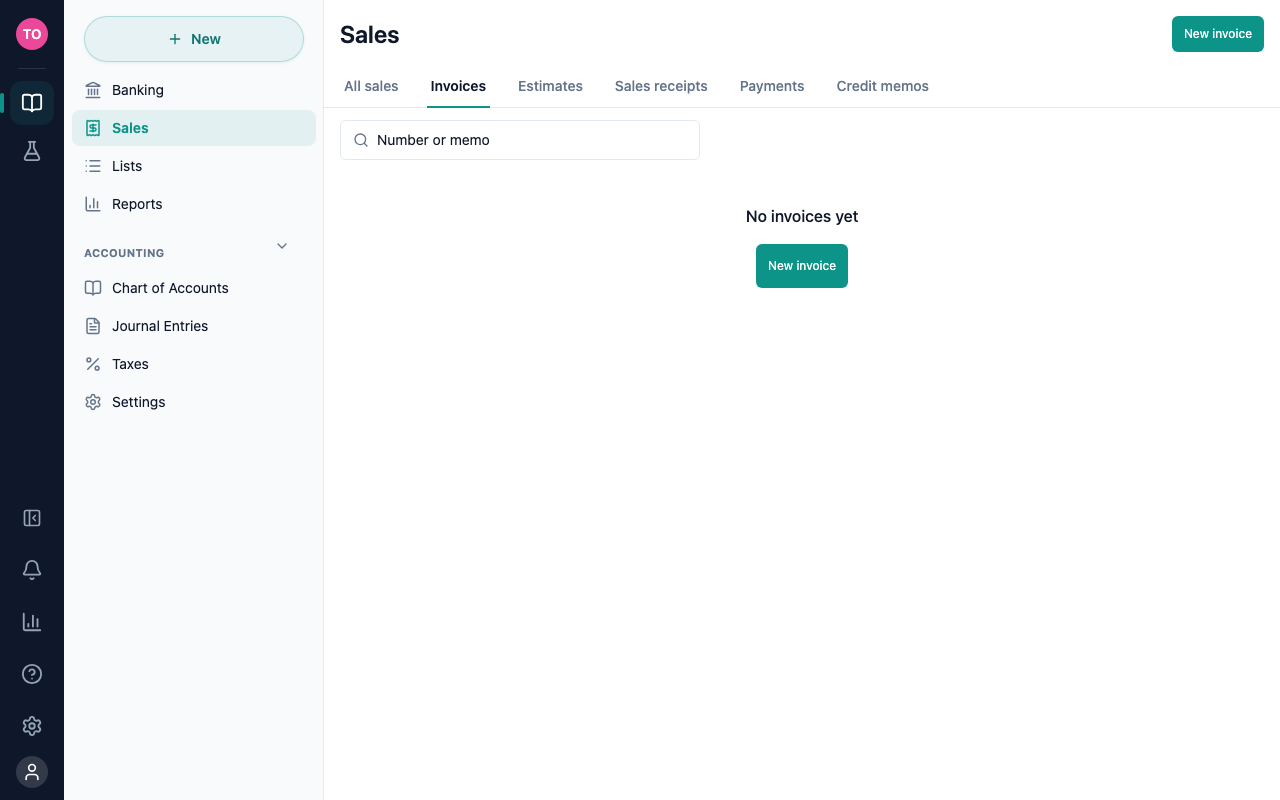 TO
New
Banking
Sales
Lists
Reports
ACCOUNTING
Chart of Accounts
Journal Entries
Taxes
Settings
Sales
New invoice
All sales
Invoices
Estimates
Sales receipts
Payments
Credit memos
Number or memo
No invoices yet
New invoice